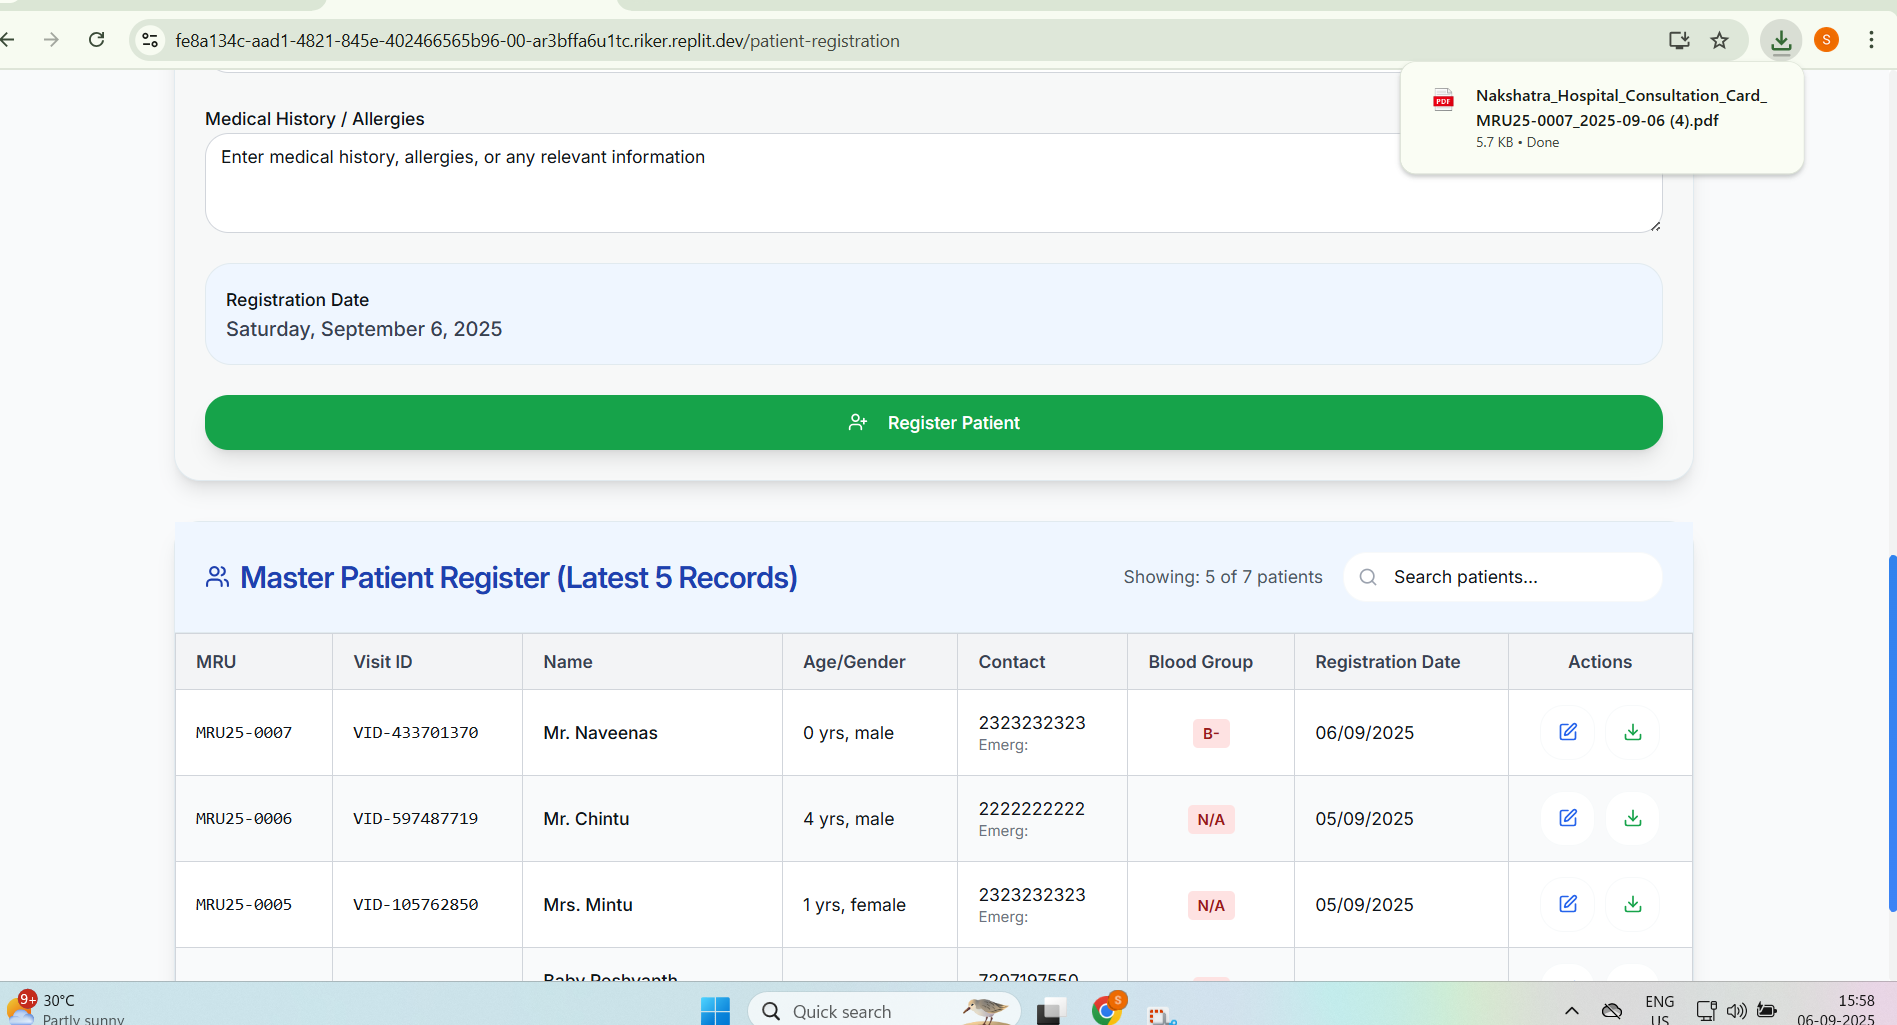 fe8a134c-aad1-4821-845e-402466565b96-00-ar3bffa6u1tc.riker.replit.dev/patient-registration
S
Nakshatra_Hospital_Consultation_Card_
MRU25-0007_2025-09-06 (4).pdf
5.7 KB • Done
PDF
Medical History / Allergies
Enter medical history, allergies, or any relevant information
Registration Date
Saturday, September 6, 2025
Register Patient
Master Patient Register (Latest 5 Records)
Showing: 5 of 7 patients
Search patients...
MRU Visit ID Name Age/Gender Contact Blood Group Registration Date Actions
MRU25-0007 VID-433701370 Mr. Naveenas 0 yrs, male 2323232323 B- 06/09/2025
Emerg:
MRU25-0006 VID-597487719 Mr. Chintu 4 yrs, male 2222222222 N/A 05/09/2025
Emerg:
MRU25-0005 VID-105762850 Mrs. Mintu 1 yrs, female 2323232323 N/A 05/09/2025
Emerg:
Baby Reshvanth 7207197550
9+
30°C
Partly sunny
Quick search
S
ENG
US
15:58
06-09-2025